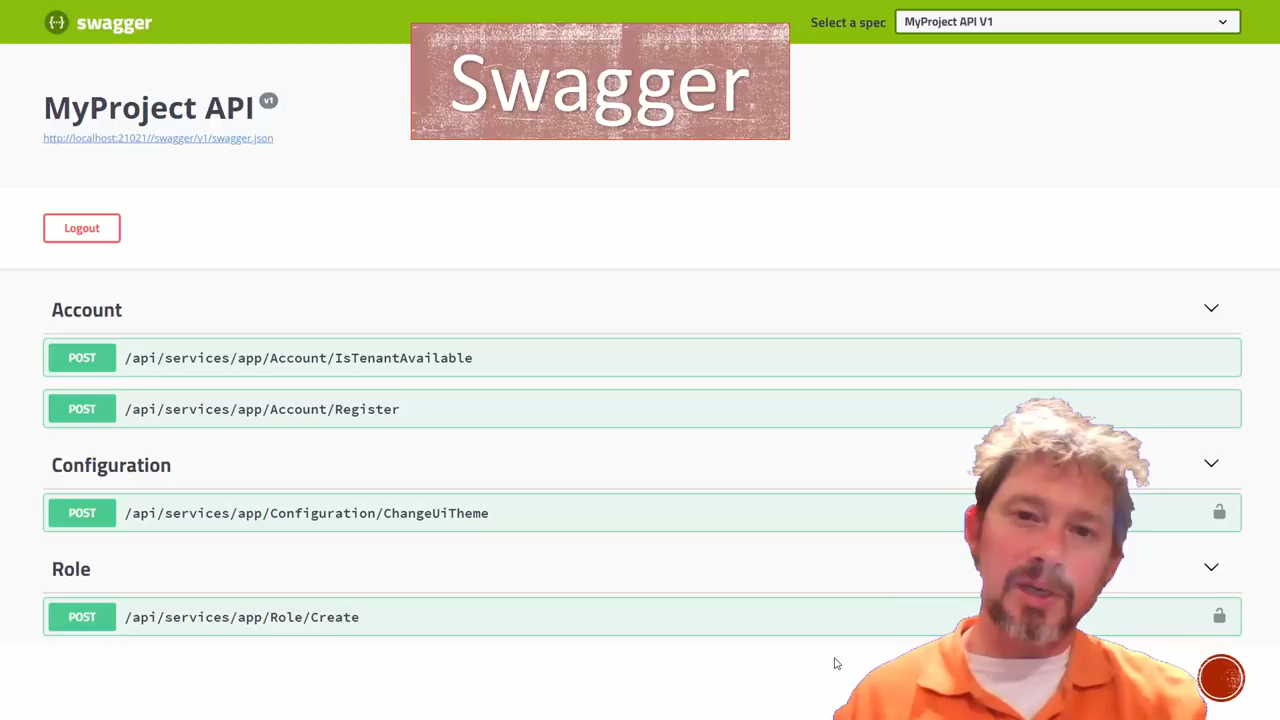 swagger
Select a spec
MyProject API V1
Swagger
MyProject API v1
http://localhost:21021//swagger/v1/swagger.json
Logout
Account
POST /api/services/app/Account/IsTenantAvailable
POST /api/services/app/Account/Register
Configuration
POST /api/services/app/Configuration/ChangeUiTheme
Role
POST /api/services/app/Role/Create